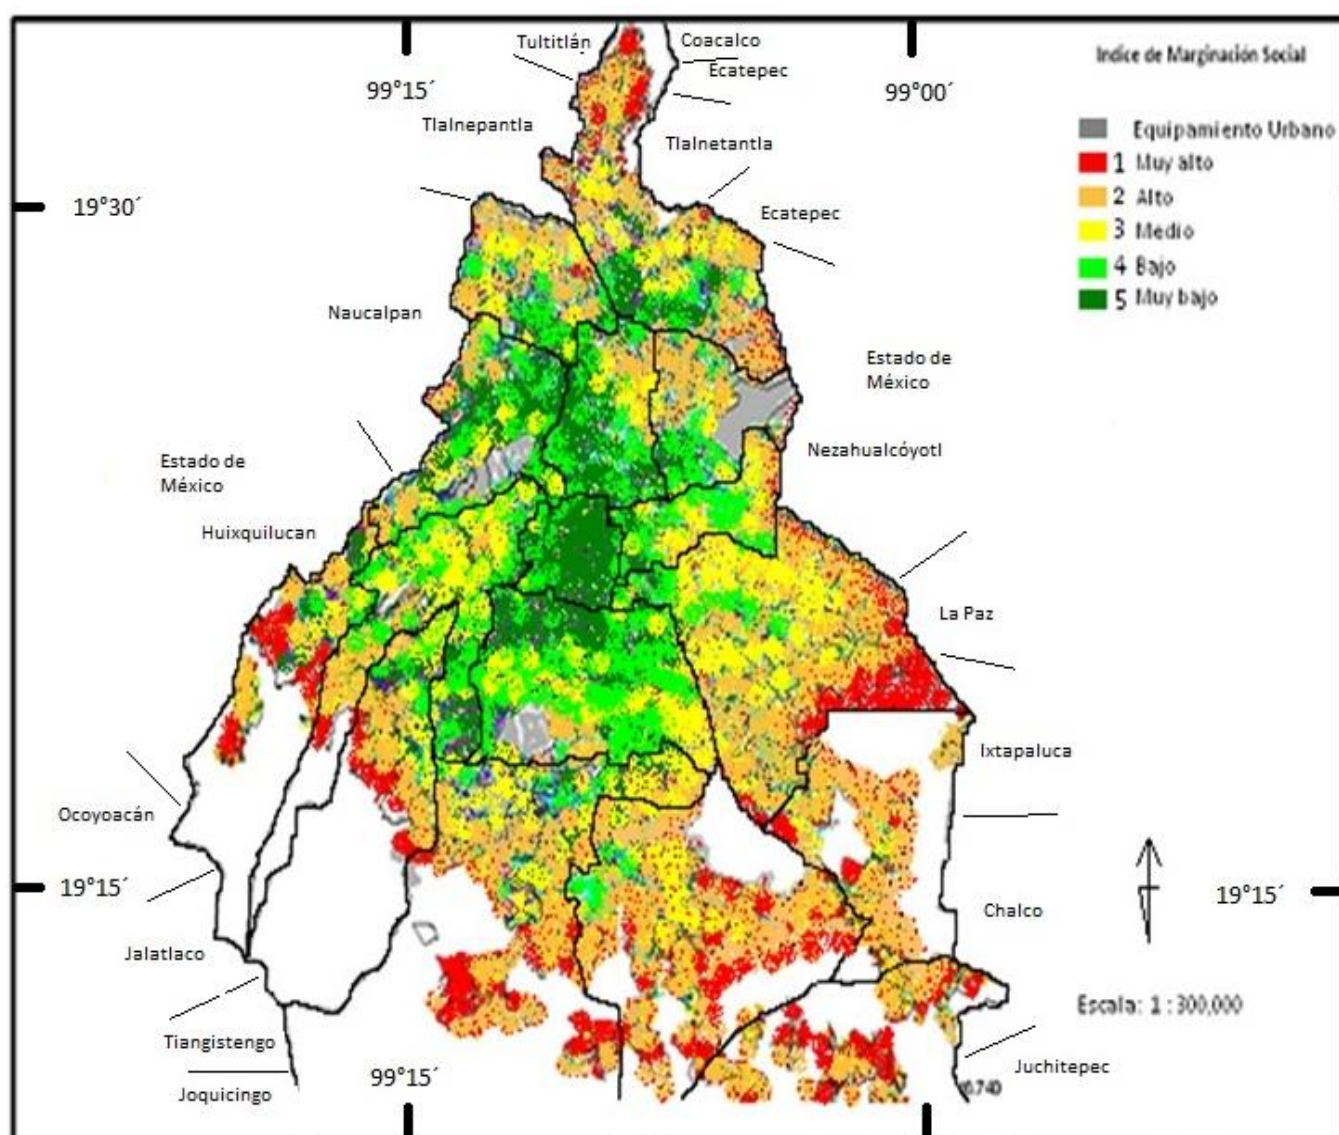 Tultitlán
Coacalco
Ecatepec
99°15´
99°00´
Tlalnepantla
Tlalnetantla
19°30´
Ecatepec
Naucalpan
Estado de
México
Nezahualcóyotl
Estado de
México
Huixquilucan
La Paz
Ixtapaluca
Ocoyoacán
19°15´
19°15´
Chalco
Jalatlaco
Tiangistengo
99°15´
Joquicingo
Juchitepec
Indice de Marginación Social
Equipamiento Urbano
1 Muy alto
2 Alto
3 Medio
4 Bajo
5 Muy bajo
Escala: 1 : 300,000